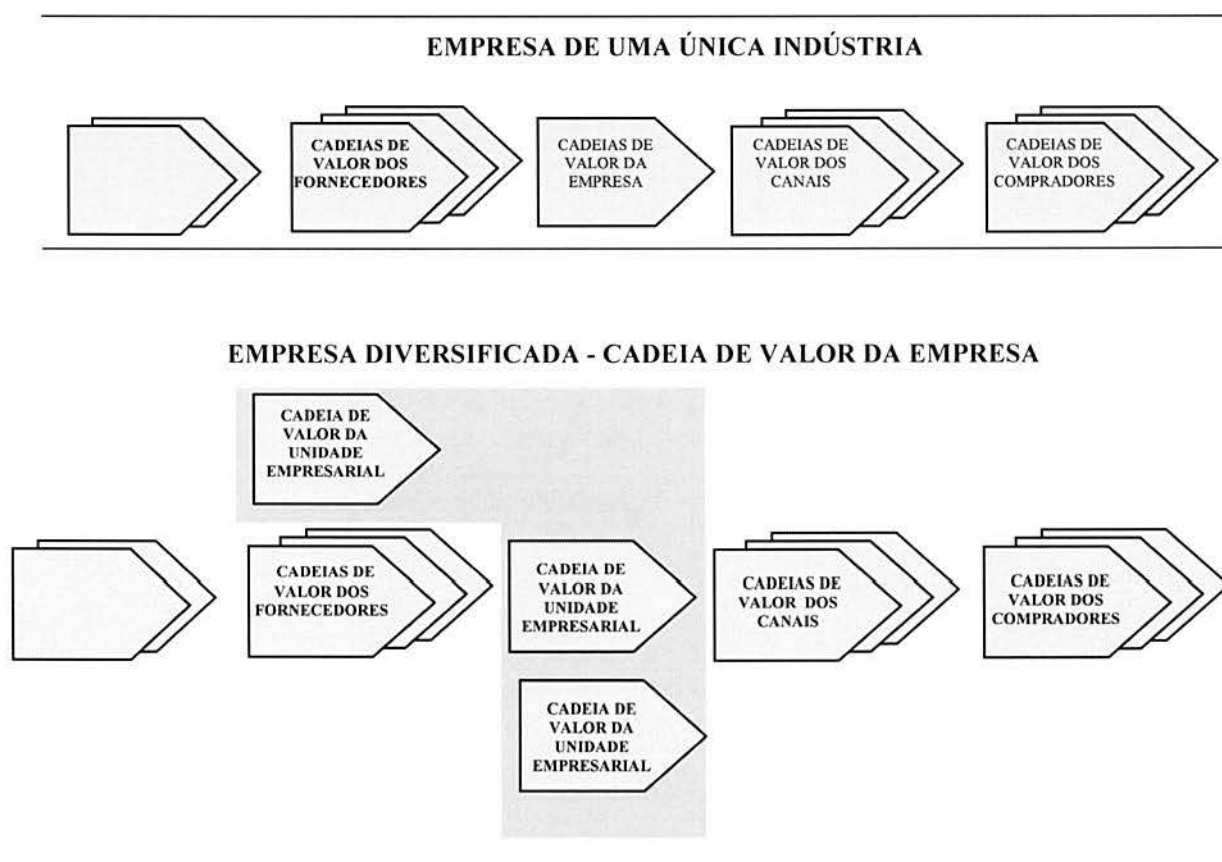 EMPRESA DE UMA ÚNICA INDÚSTRIA
CADEIAS DE
VALOR DOS
FORNECEDORES
CADEIAS DE
VALOR DA
EMPRESA
CADEIAS DE
VALOR DOS
CANAIS
CADEIAS DE
VALOR DOS
COMPRADORES
EMPRESA DIVERSIFICADA - CADEIA DE VALOR DA EMPRESA
CADEIA DE
VALOR DA
UNIDADE
EMPRESARIAL
CADEIAS DE
VALOR DOS
FORNECEDORES
CADEIA DE
VALOR DA
UNIDADE
EMPRESARIAL
CADEIAS DE
VALOR DOS
CANAIS
CADEIAS DE
VALOR DOS
COMPRADORES
CADEIA DE
VALOR DA
UNIDADE
EMPRESARIAL